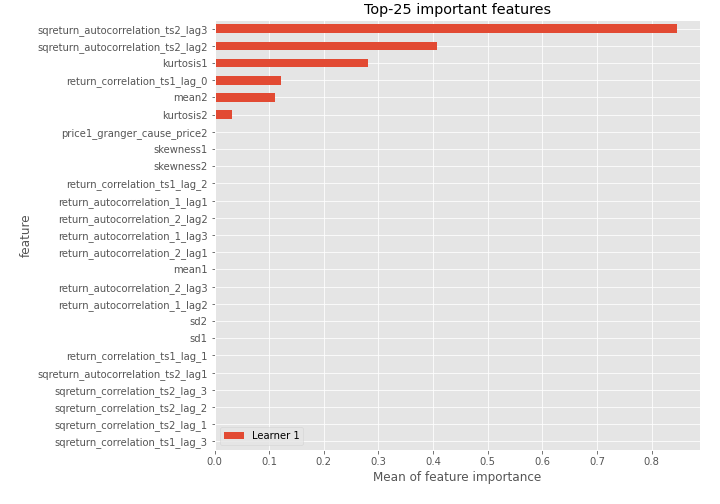 Top-25 important features
sqreturn_autocorrelation_ts2_lag3
sqreturn_autocorrelation_ts2_lag2
kurtosis1
return_correlation_ts1_lag_0
mean2
kurtosis2
price1_granger_cause_price2
skewness1
skewness2
return_correlation_ts1_lag_2
return_autocorrelation_1_lag1
return_autocorrelation_2_lag2
return_autocorrelation_1_lag3
return_autocorrelation_2_lag1
mean1
return_autocorrelation_2_lag3
return_autocorrelation_1_lag2
sd2
sd1
return_correlation_ts1_lag_1
sqreturn_autocorrelation_ts2_lag1
sqreturn_correlation_ts2_lag_3
sqreturn_correlation_ts2_lag_2
sqreturn_correlation_ts2_lag_1
sqreturn_correlation_ts1_lag_3
feature
Learner 1
0.0 0.1 0.2 0.3 0.4 0.5 0.6 0.7 0.8
Mean of feature importance